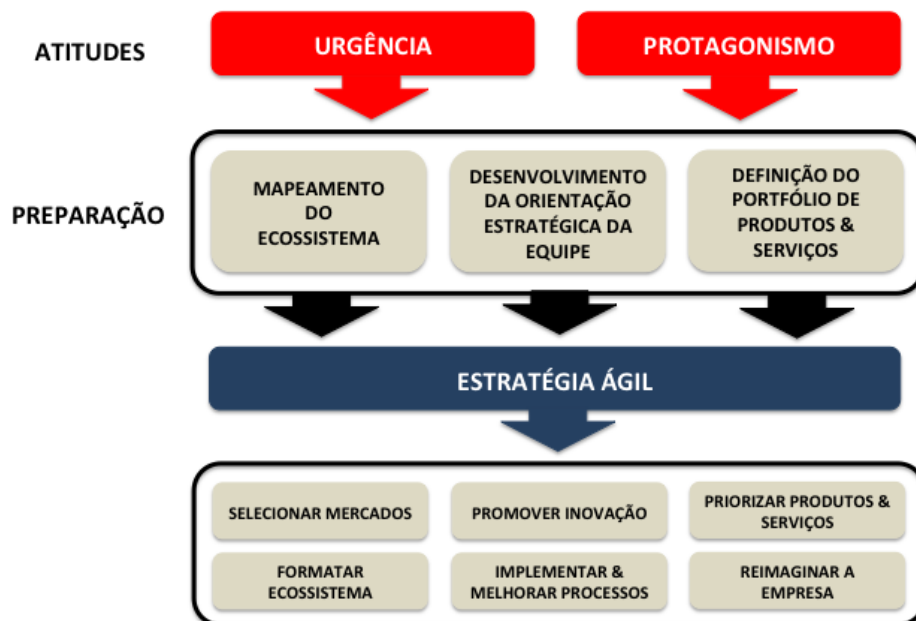 ATITUDES
URGÊNCIA
PROTAGONISMO
PREPARAÇÃO
MAPEAMENTO
DO
ECOSSISTEMA
DESENVOLVIMENTO
DA ORIENTAÇÃO
ESTRATÉGICA DA
EQUIPE
DEFINIÇÃO DO
PORTFÓLIO DE
PRODUTOS &
SERVIÇOS
ESTRATÉGIA ÁGIL
SELECIONAR MERCADOS
PROMOVER INOVAÇÃO
PRIORIZAR PRODUTOS &
SERVIÇOS
FORMATAR
ECOSSISTEMA
IMPLEMENTAR &
MELHORAR PROCESSOS
REIMAGINAR A
EMPRESA